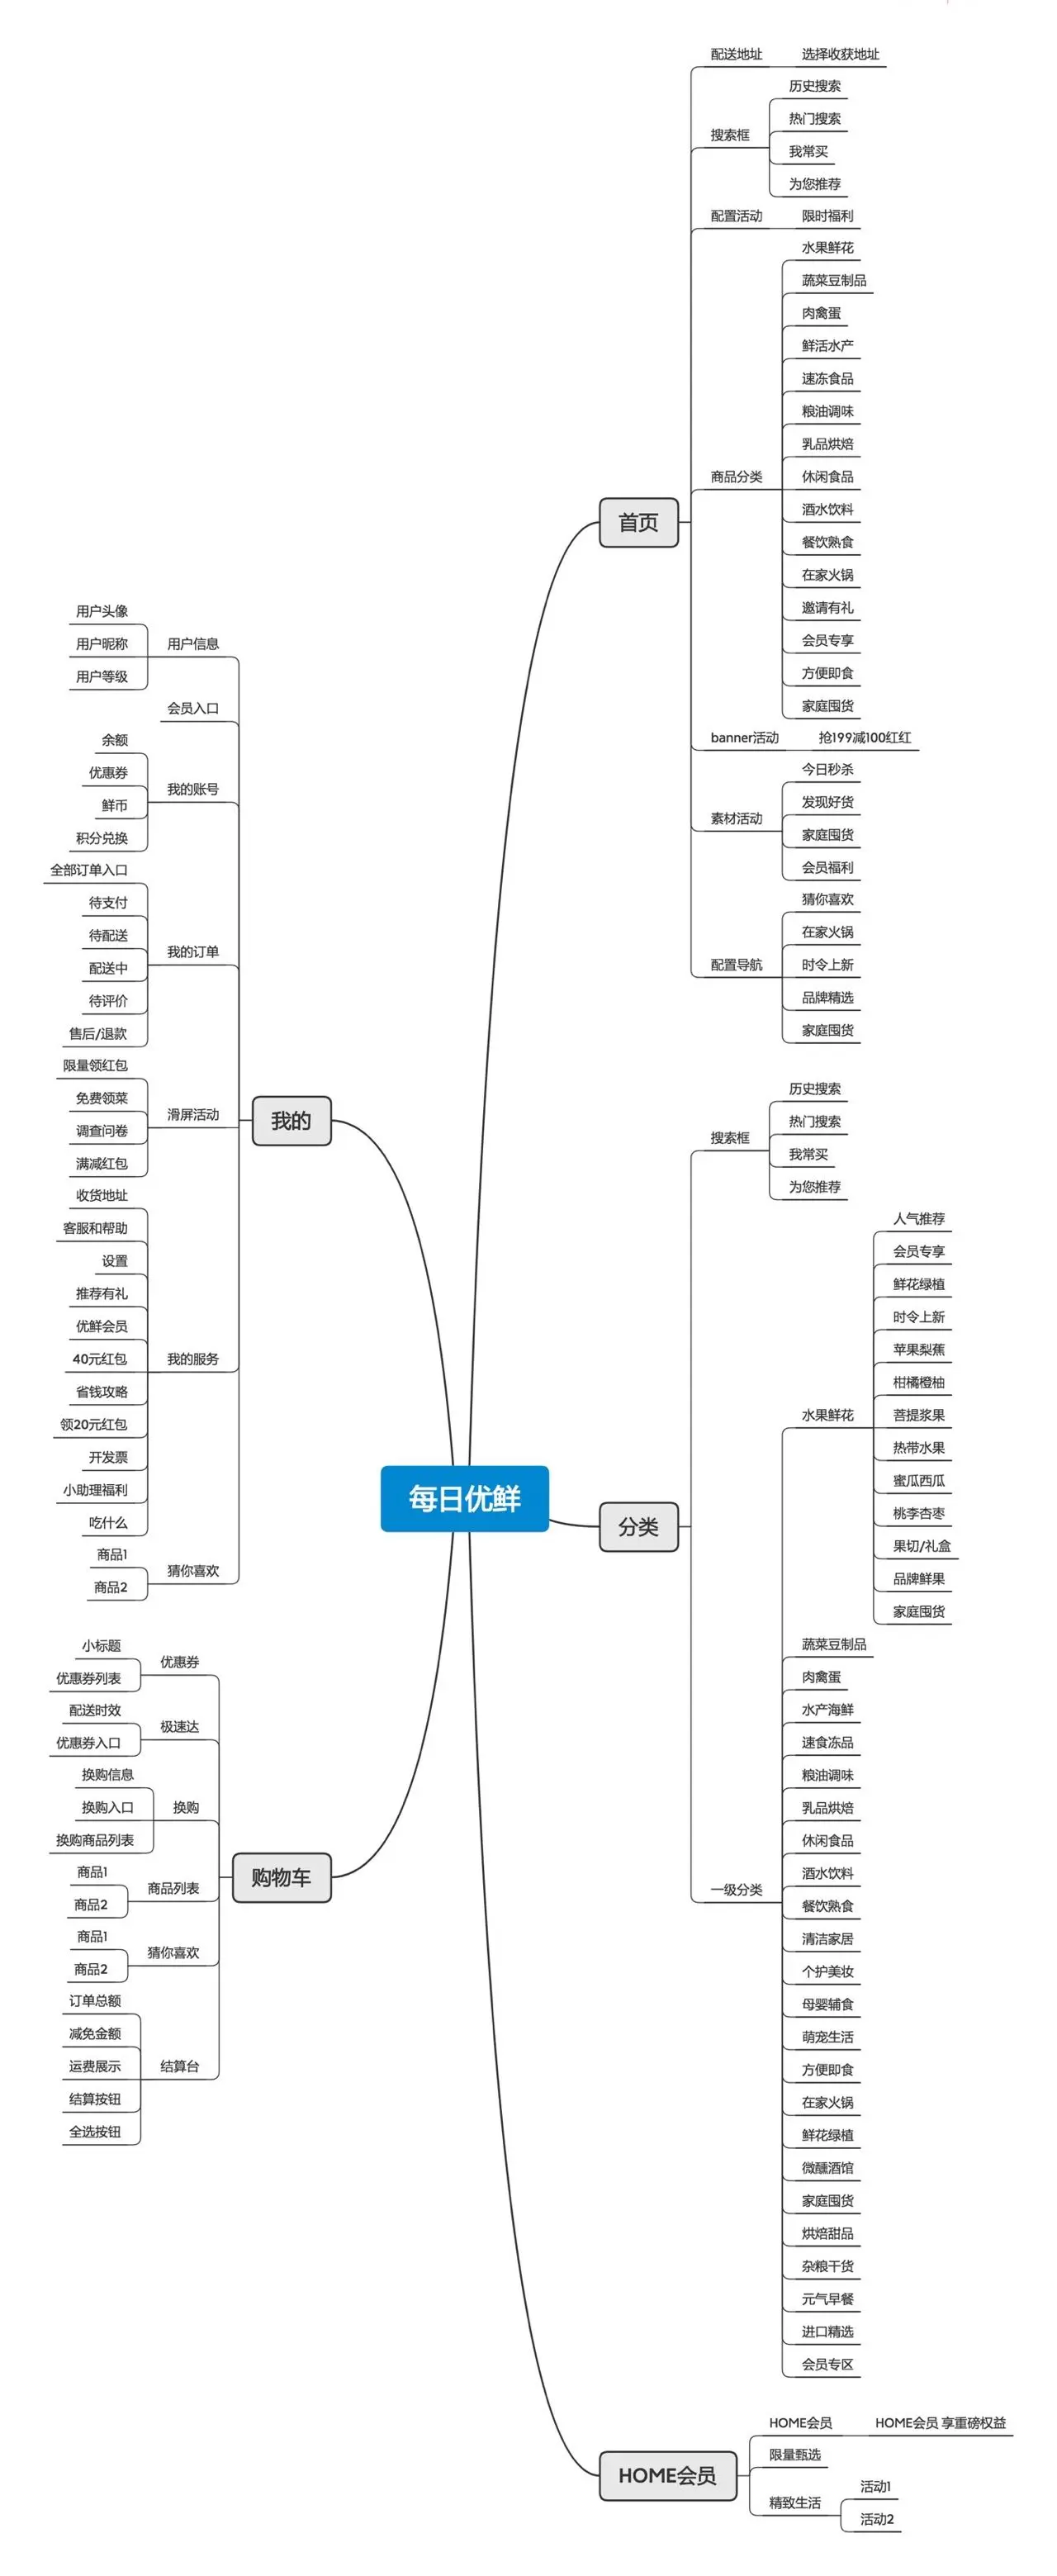 每日优鲜
首页
配送地址
选择收获地址
搜索框
历史搜索
热门搜索
我常买
为您推荐
配置活动
限时福利
商品分类
水果鲜花
蔬菜豆制品
肉禽蛋
鲜活水产
速冻食品
粮油调味
乳品烘焙
休闲食品
酒水饮料
餐饮熟食
在家火锅
邀请有礼
会员专享
方便即食
家庭囤货
banner活动
抢199减100红红
素材活动
今日秒杀
发现好货
家庭囤货
会员福利
配置导航
猜你喜欢
在家火锅
时令上新
品牌精选
家庭囤货
分类
搜索框
历史搜索
热门搜索
我常买
为您推荐
一级分类
水果鲜花
人气推荐
会员专享
鲜花绿植
时令上新
苹果梨蕉
柑橘橙柚
菩提浆果
热带水果
蜜瓜西瓜
桃李杏枣
果切/礼盒
品牌鲜果
家庭囤货
蔬菜豆制品
肉禽蛋
水产海鲜
速食冻品
粮油调味
乳品烘焙
休闲食品
酒水饮料
餐饮熟食
清洁家居
个护美妆
母婴辅食
萌宠生活
方便即食
在家火锅
鲜花绿植
微醺酒馆
家庭囤货
烘焙甜品
杂粮干货
元气早餐
进口精选
会员专区
HOME会员
HOME会员
HOME会员 享重磅权益
限量甄选
精致生活
活动1
活动2
我的
用户信息
用户头像
用户昵称
用户等级
会员入口
我的账号
余额
优惠券
鲜币
积分兑换
我的订单
全部订单入口
待支付
待配送
配送中
待评价
售后/退款
滑屏活动
限量领红包
免费领菜
调查问卷
满减红包
我的服务
收货地址
客服和帮助
设置
推荐有礼
优鲜会员
40元红包
省钱攻略
领20元红包
开发票
小助理福利
吃什么
猜你喜欢
商品1
商品2
购物车
优惠券
小标题
优惠券列表
极速达
配送时效
优惠券入口
换购
换购信息
换购入口
换购商品列表
商品列表
商品1
商品2
猜你喜欢
商品1
商品2
结算台
订单总额
减免金额
运费展示
结算按钮
全选按钮